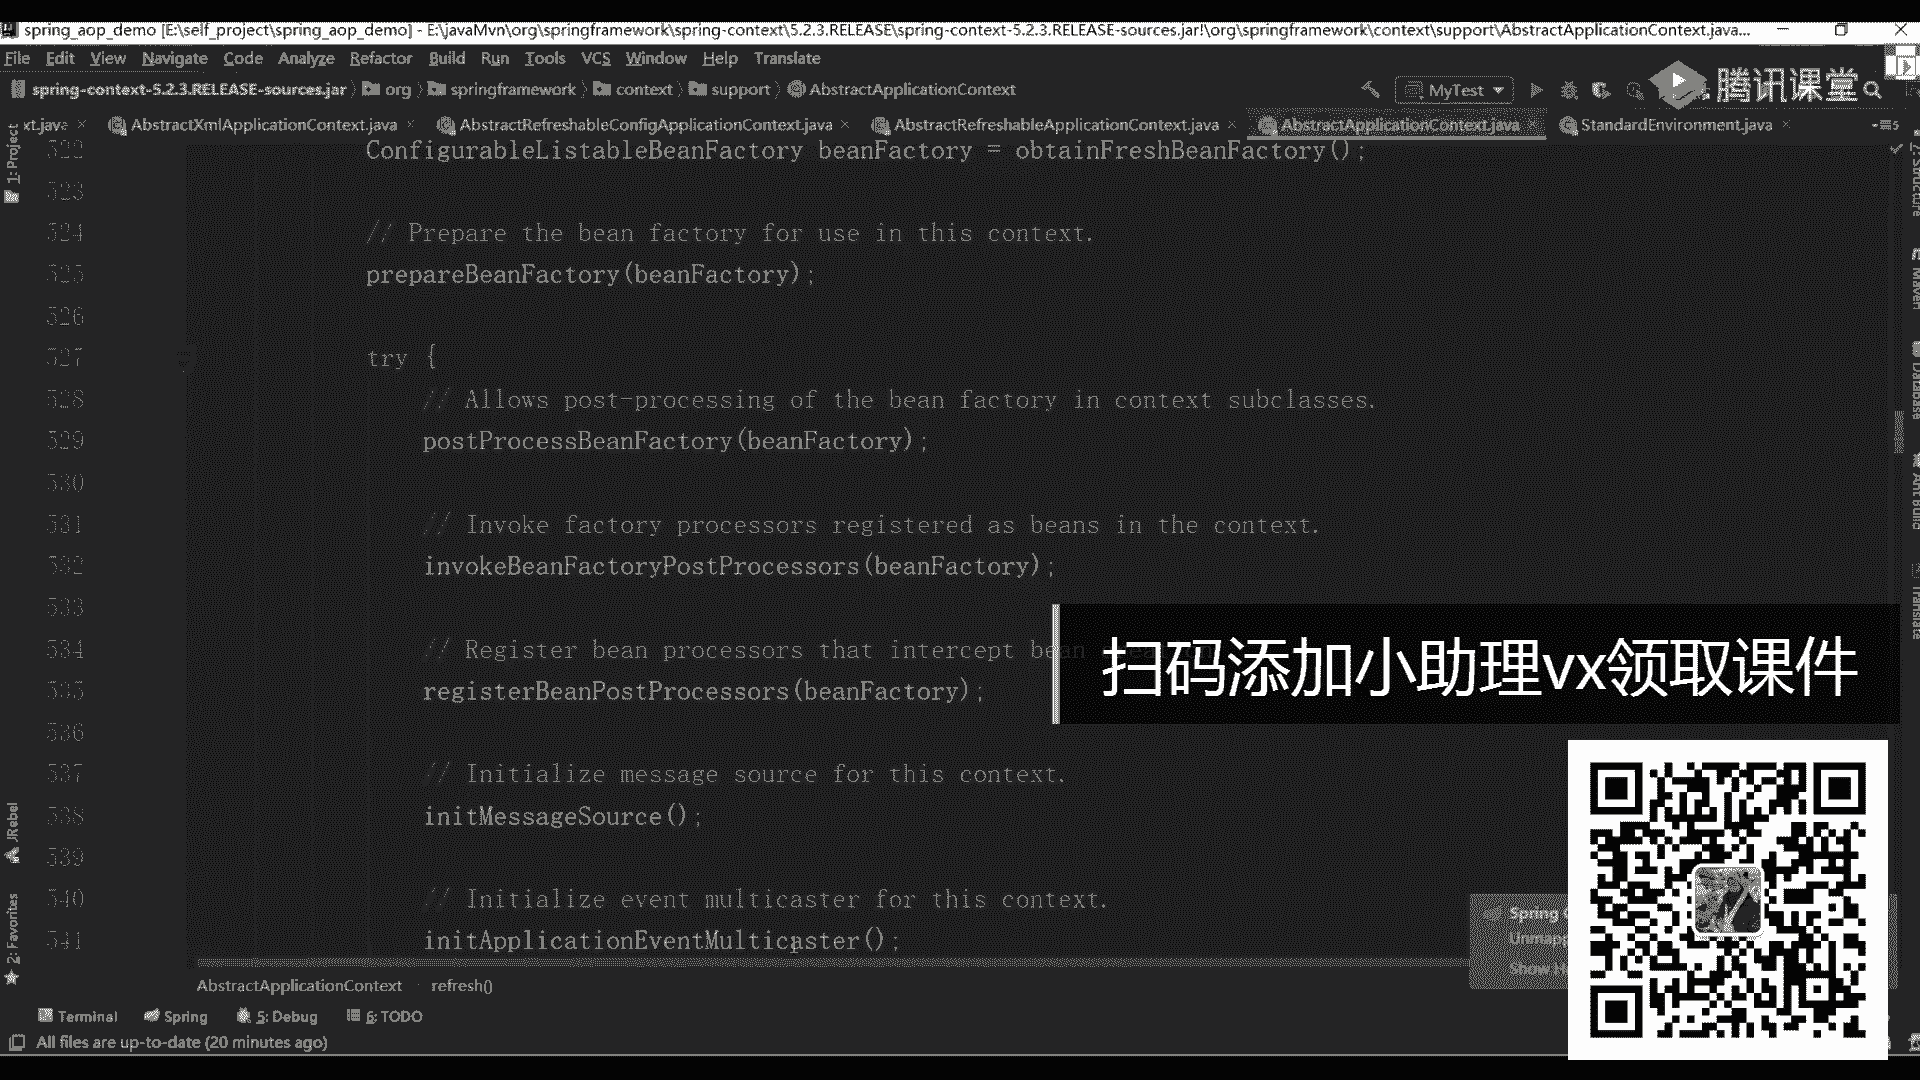 spring_aop_demo [E:\self_project\spring_aop_demo] - E:\javaMvn\org\springframework\spring-context\5.2.3.RELEASE\spring-context-5.2.3.RELEASE-sources.jar!\org\springframework\context\support\AbstractApplicationContext.java...
File Edit View Navigate Code Analyze Refactor Build Run Tools VCS Window Help Translate
spring-context-5.2.3.RELEASE-sources.jar org springframework context support AbstractApplicationContext MyTest 腾讯课堂
xt.java AbstractXmlApplicationContext.java AbstractRefreshableConfigApplicationContext.java AbstractRefreshableApplicationContext.java AbstractApplicationContext.java StandardEnvironment.java
1: Project
522 ConfigurableListableBeanFactory beanFactory = obtainFreshBeanFactory();
523
524 // Prepare the bean factory for use in this context.
525 prepareBeanFactory(beanFactory);
526
527 try {
528 // Allows post-processing of the bean factory in context subclasses.
529 postProcessBeanFactory(beanFactory);
530
531 // Invoke factory processors registered as beans in the context.
532 invokeBeanFactoryPostProcessors(beanFactory);
533
534 // Register bean processors that intercept bean
535 registerBeanPostProcessors(beanFactory);
536
537 // Initialize message source for this context.
538 initMessageSource();
539
540 // Initialize event multicaster for this context.
541 initApplicationEventMulticaster();
扫码添加小助理vx领取课件
JRebel
2: Favorites
Maven
Database
Ant Build
Translate
Spring
Show
AbstractApplicationContext refresh()
Terminal Spring 5: Debug 6: TODO
All files are up-to-date (20 minutes ago)